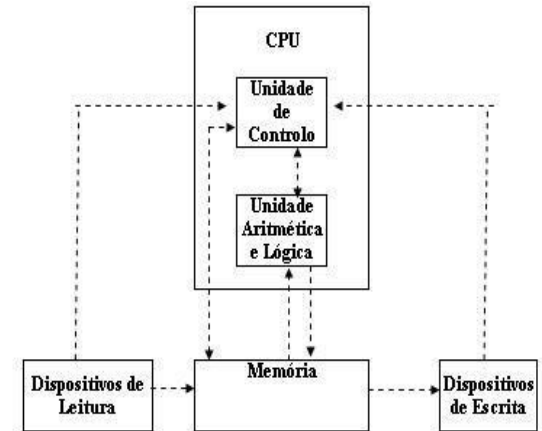 CPU
Unidade
de
Controlo
Unidade
Aritmética
e Lógica
Memória
Dispositivos de
Leitura
Dispositivos
de Escrita